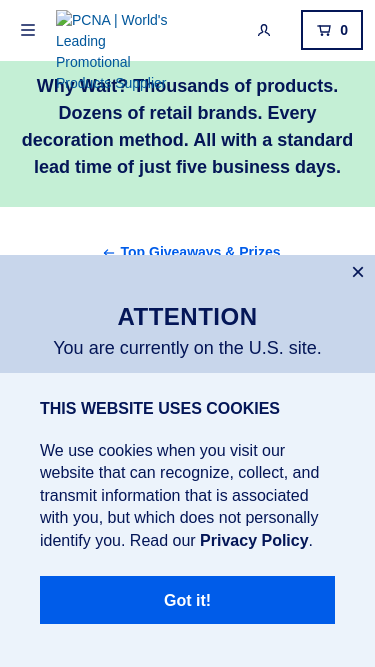 PCNA | World's
Leading
Promotional
Products Supplier
0
Why Wait? Thousands of products.
Dozens of retail brands. Every
decoration method. All with a standard
lead time of just five business days.
← Top Giveaways & Prizes
×
ATTENTION
You are currently on the U.S. site.
THIS WEBSITE USES COOKIES
We use cookies when you visit our
website that can recognize, collect, and
transmit information that is associated
with you, but which does not personally
identify you. Read our Privacy Policy.
Got it!